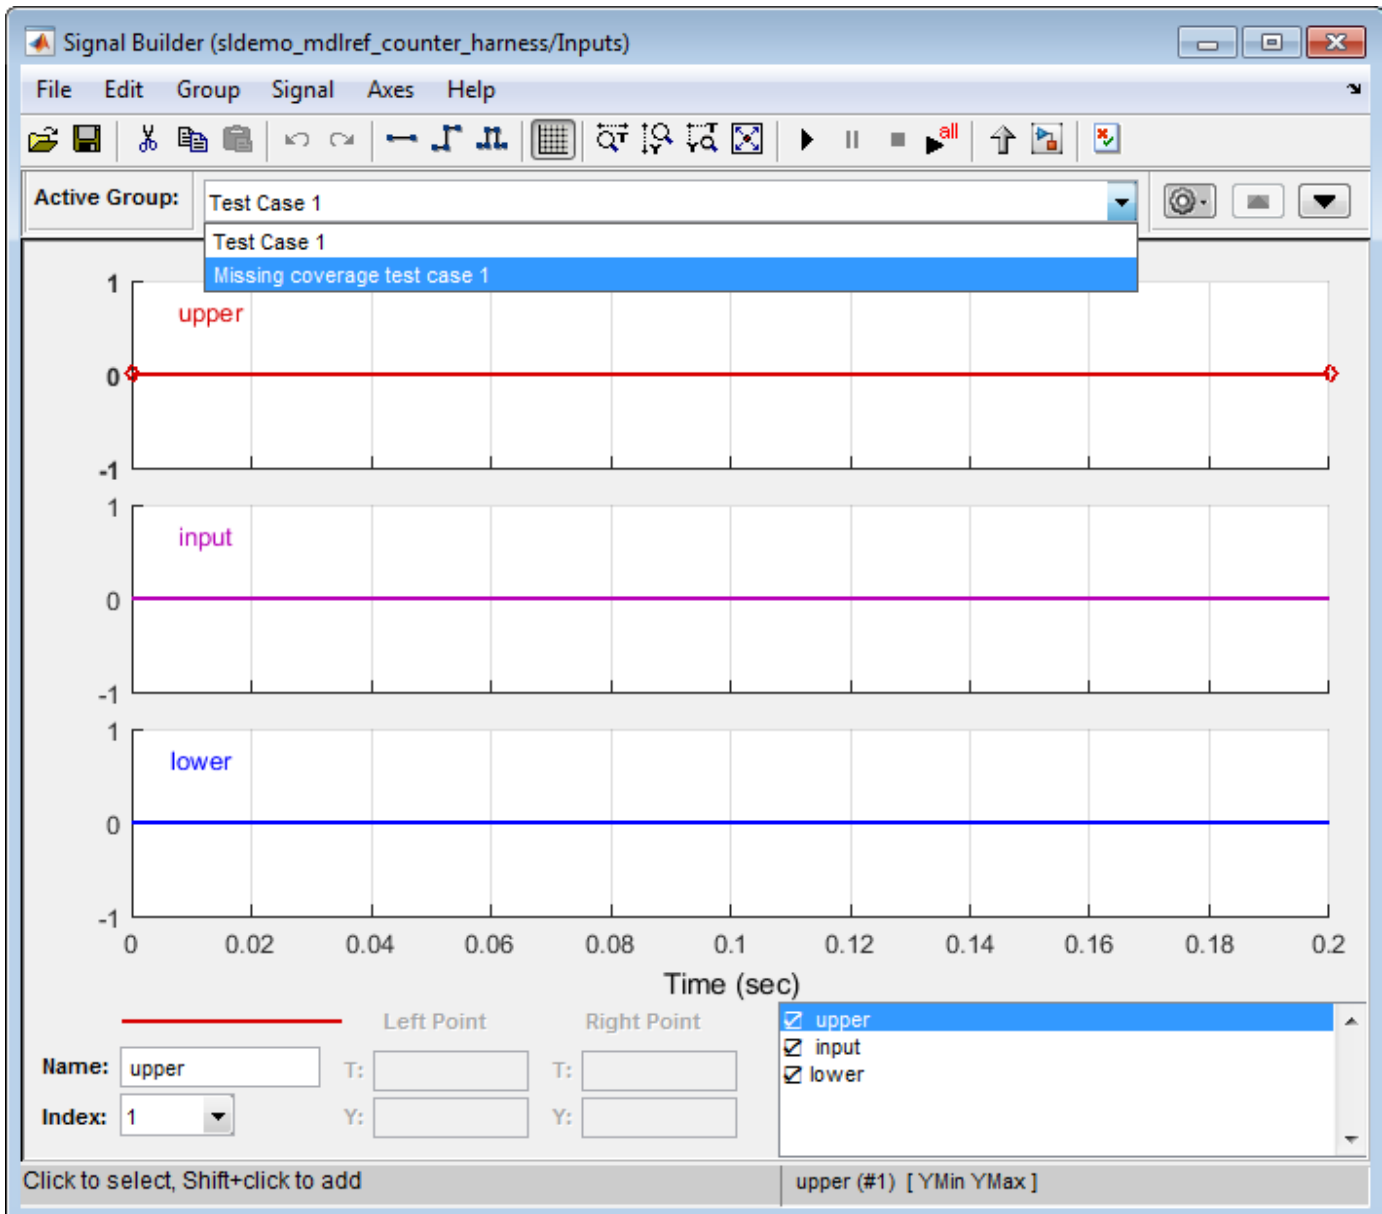 Signal Builder (sldemo_mdlref_counter_harness/Inputs)
File Edit Group Signal Axes Help
all
Active Group: Test Case 1
Test Case 1
Missing coverage test case 1
1
upper
0
-1
1
input
0
-1
1
lower
0
-1
0 0.02 0.04 0.06 0.08 0.1 0.12 0.14 0.16 0.18 0.2
Time (sec)
Left Point Right Point
Name: upper T: T:
Index: 1 Y: Y:
upper
input
lower
Click to select, Shift+click to add
upper (#1) [ YMin YMax ]